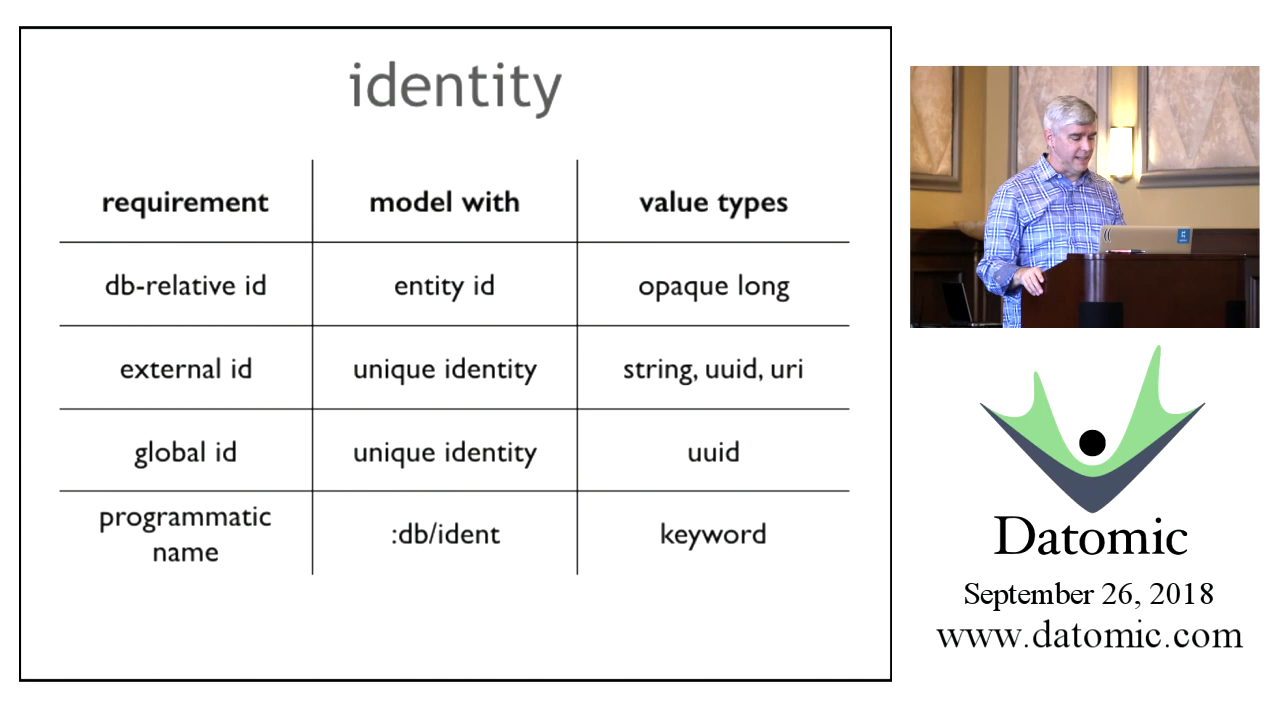 identity
requirement model with value types
db-relative id entity id opaque long
external id unique identity string, uuid, uri
global id unique identity uuid
programmatic
name :db/ident keyword
Datomic
September 26, 2018
www.datomic.com